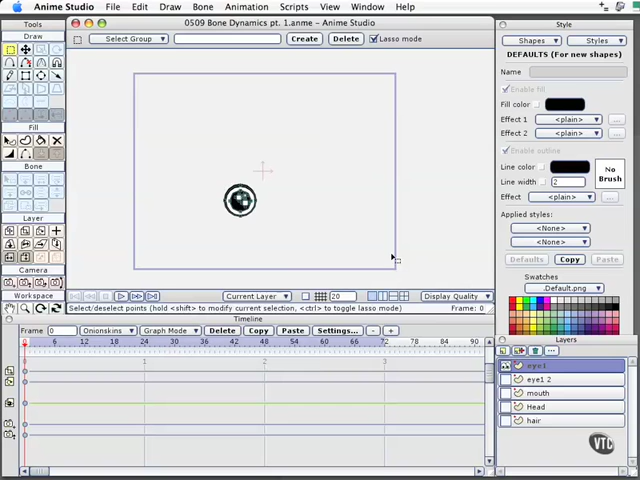 Anime Studio File Edit Draw Bone Animation Scripts View Window Help
0509 Bone Dynamics pt. 1.anme - Anime Studio
Tools
Draw
Fill
Bone
Layer
Camera
Workspace
Select Group
Create
Delete
Lasso mode
Style
Shapes
Styles
DEFAULTS (For new shapes)
Name
Enable fill
Fill color
Effect 1 <plain> ...
Effect 2 <plain> ...
Enable outline
Line color
Line width 2
No Brush
Effect <plain> ...
Applied styles:
<None>
<None>
Defaults Copy Paste
Swatches
.Default.png
Current Layer
20
Display Quality
Select/deselect points (hold <shift> to modify current selection, <ctrl> to toggle lasso mode)
Frame: 0
Timeline
Frame 0 Onionskins Graph Mode Delete Copy Paste Settings... - +
0 6 12 18 24 30 36 42 48 54 60 66 72 78 84 90
1 2 3
Layers
eye1
eye1 2
mouth
Head
hair
VTC